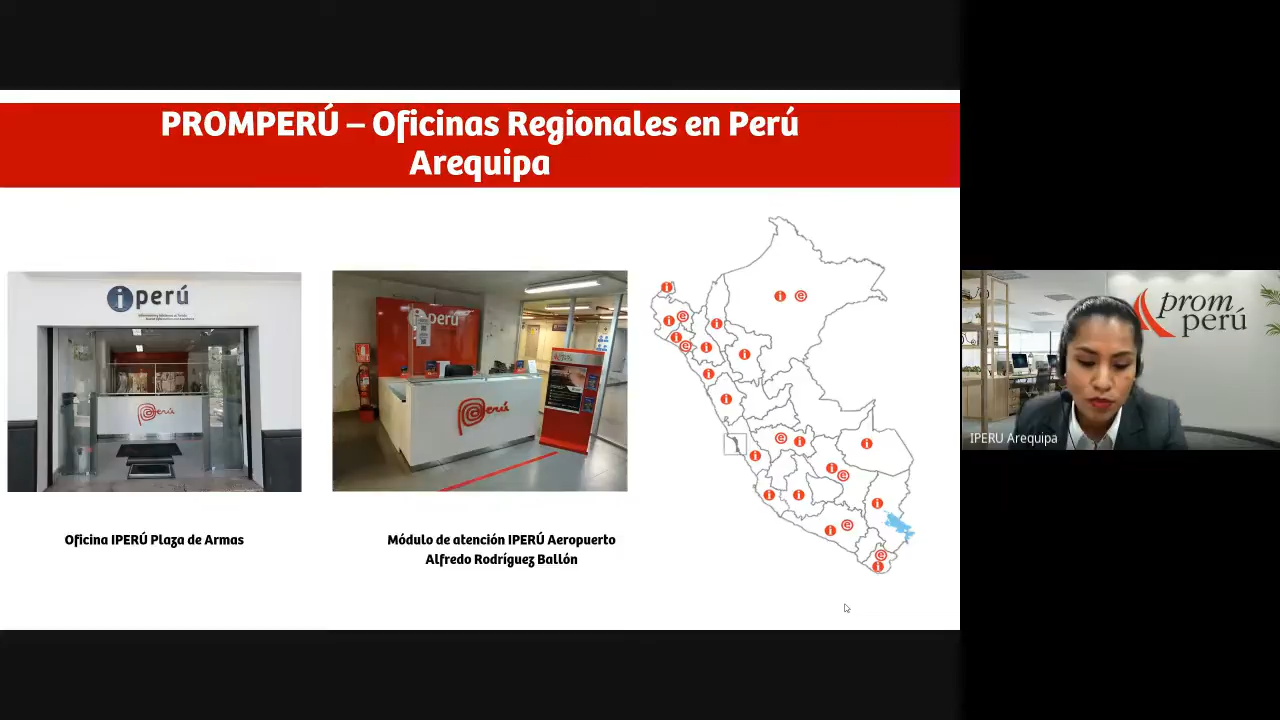 PROMPERÚ – Oficinas Regionales en Perú
Arequipa
iperú
Perú
perú
Perú
Oficina IPERÚ Plaza de Armas
Módulo de atención IPERÚ Aeropuerto
Alfredo Rodríguez Ballón
prom
perú
IPERU Arequipa